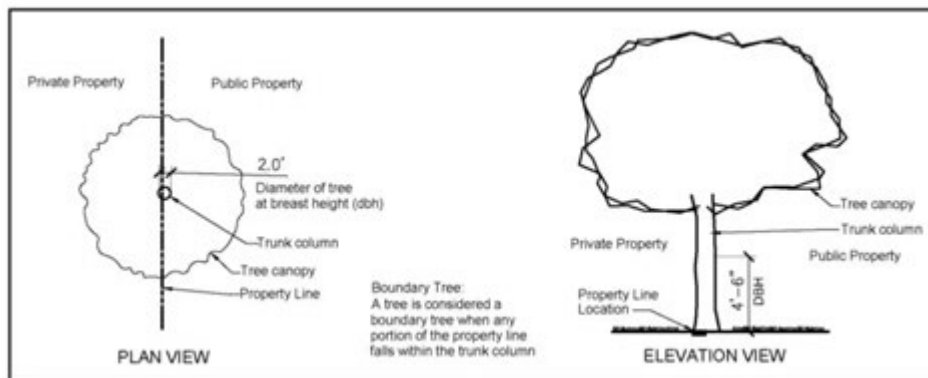 Private Property
Public Property
2.0'
Diameter of tree
at breast height (dbh)
Trunk column
Tree canopy
Property Line
PLAN VIEW
Boundary Tree:
A tree is considered a
boundary tree when any
portion of the property line
falls within the trunk column
Tree canopy
Trunk column
Private Property
Public Property
4'-6"
DBH
Property Line
Location
ELEVATION VIEW